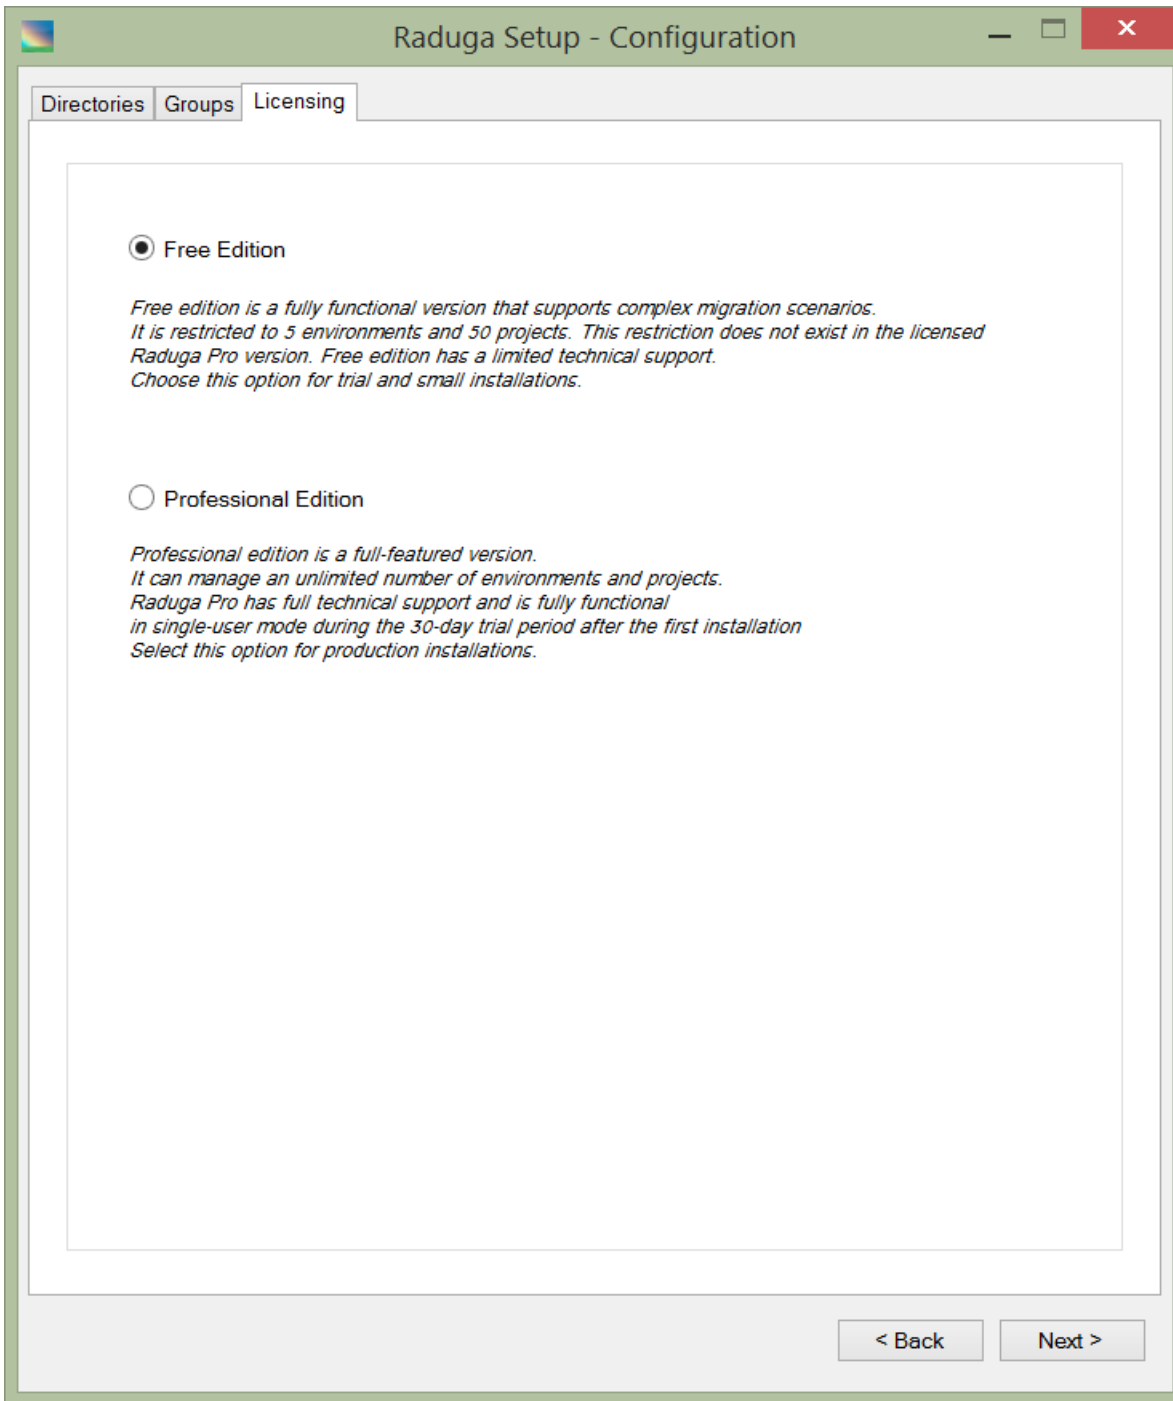 Raduga Setup - Configuration
Directories Groups Licensing
Free Edition
Free edition is a fully functional version that supports complex migration scenarios.
It is restricted to 5 environments and 50 projects. This restriction does not exist in the licensed
Raduga Pro version. Free edition has a limited technical support.
Choose this option for trial and small installations.
Professional Edition
Professional edition is a full-featured version.
It can manage an unlimited number of environments and projects.
Raduga Pro has full technical support and is fully functional
in single-user mode during the 30-day trial period after the first installation
Select this option for production installations.
< Back Next >